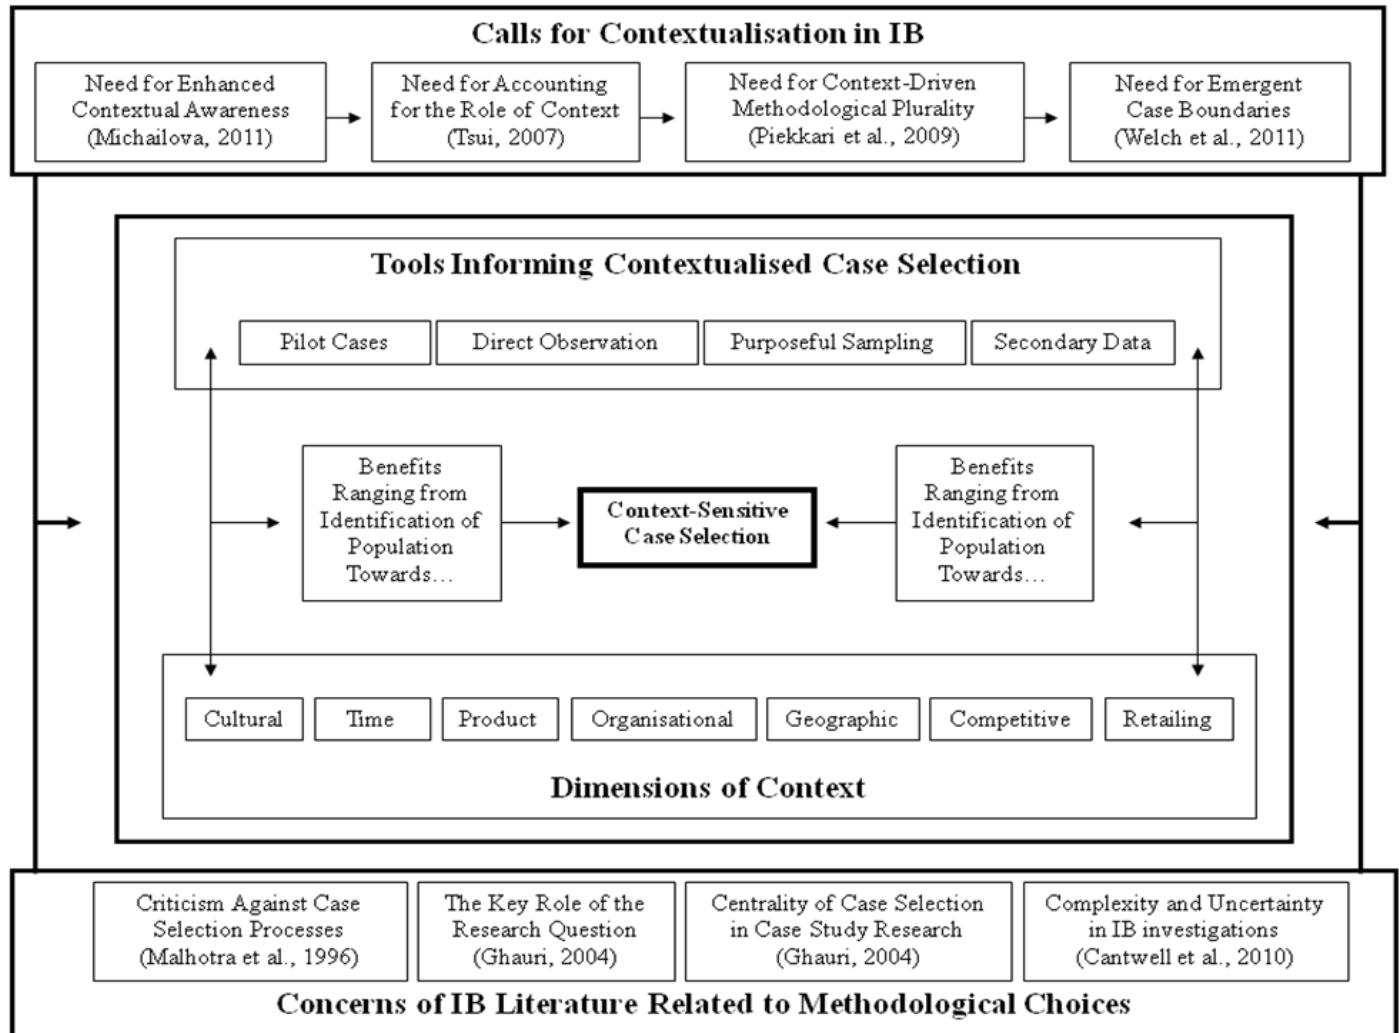 Calls for Contextualisation in IB
Need for Enhanced
Contextual Awareness
(Michailova, 2011)
Need for Accounting
for the Role of Context
(Tsui, 2007)
Need for Context-Driven
Methodological Plurality
(Piekkari et al., 2009)
Need for Emergent
Case Boundaries
(Welch et al., 2011)
Tools Informing Contextualised Case Selection
Pilot Cases
Direct Observation
Purposeful Sampling
Secondary Data
Benefits
Ranging from
Identification of
Population
Towards…
Context-Sensitive
Case Selection
Benefits
Ranging from
Identification of
Population
Towards…
Cultural
Time
Product
Organisational
Geographic
Competitive
Retailing
Dimensions of Context
Criticism Against Case
Selection Processes
(Malhotra et al., 1996)
The Key Role of the
Research Question
(Ghauri, 2004)
Centrality of Case Selection
in Case Study Research
(Ghauri, 2004)
Complexity and Uncertainty
in IB investigations
(Cantwell et al., 2010)
Concerns of IB Literature Related to Methodological Choices